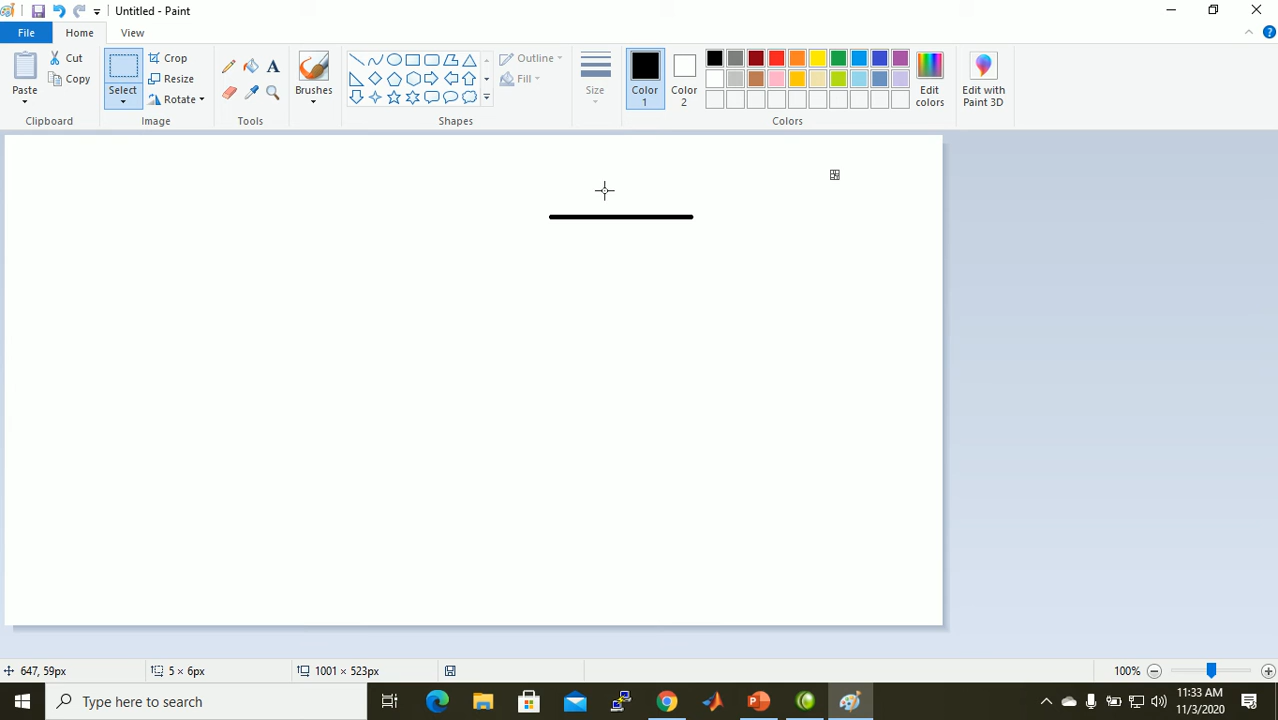 Untitled - Paint
File Home View
Paste
Cut
Copy
Clipboard
Select
Crop
Resize
Rotate
Image
A
Tools
Brushes
Shapes
Outline
Fill
Size
Color 1
Color 2
Colors
Edit colors
Edit with Paint 3D
647, 59px
5 × 6px
1001 × 523px
100%
Type here to search
11:33 AM
11/3/2020